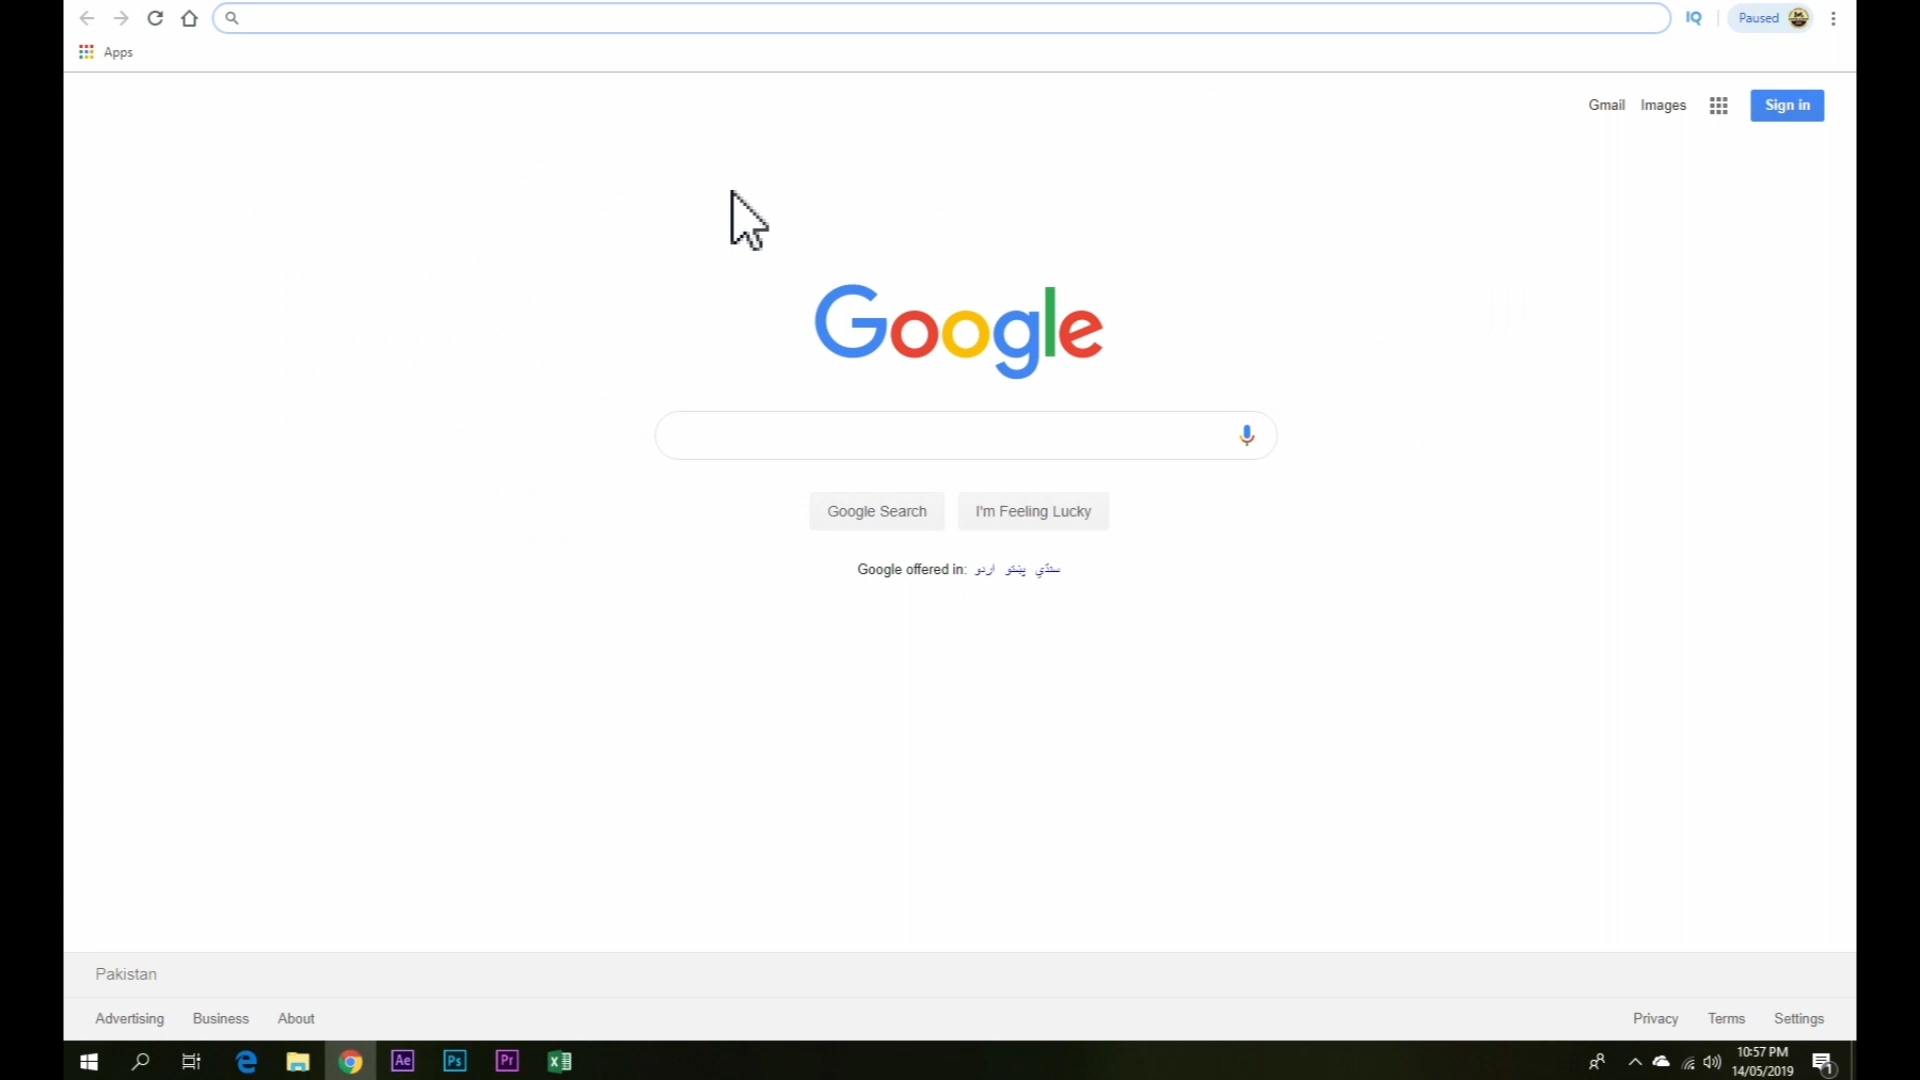 IQ
Paused
Apps
Gmail Images
Sign in
Google
Google Search I'm Feeling Lucky
Google offered in: اردو پښتو سنڌي
Pakistan
Advertising Business About
Privacy Terms Settings
Ae Ps Pr X
10:57 PM
14/05/2019
1